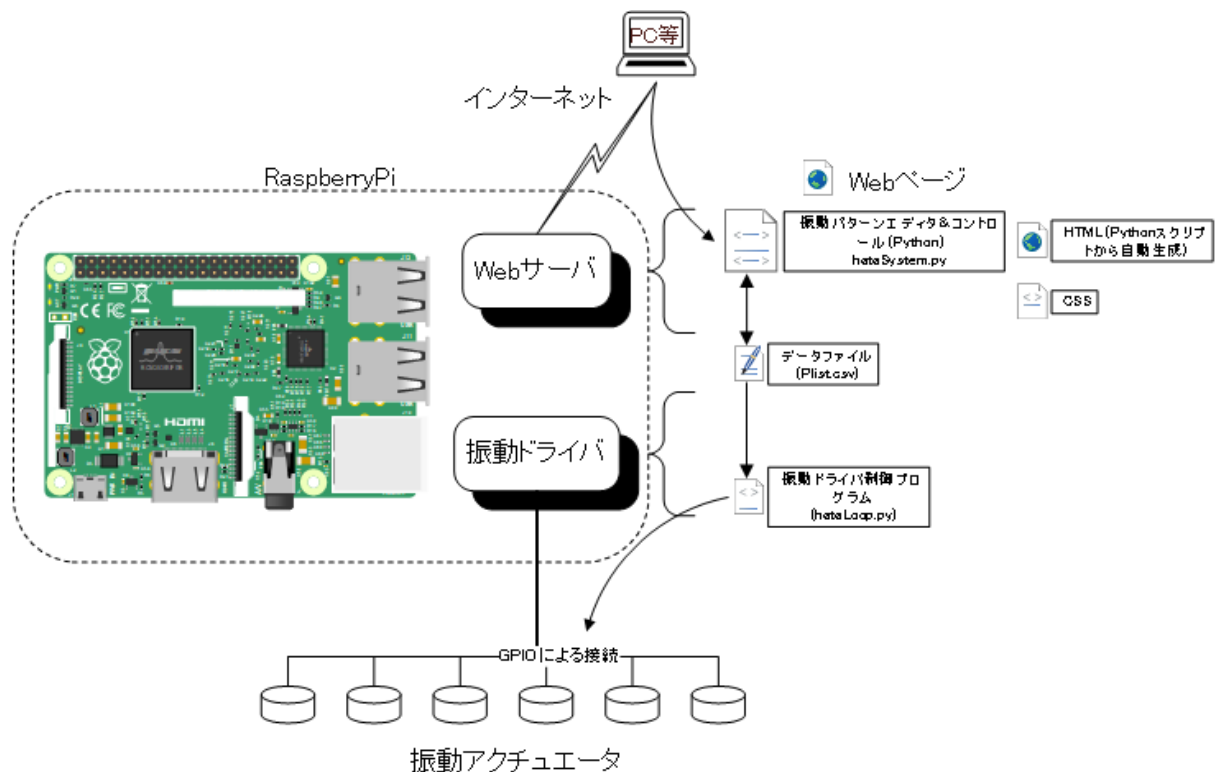 PC等
インターネット
RaspberryPi
Webページ
Webサーバ
振動パターンエディタ&コントロ
ール(Python)
hataSystem.py
HTML(Pythonスクリプ
トから自動生成)
CSS
データファイル
(Plist.csv)
振動ドライバ
振動ドライバ制御プロ
グラム
(hataLoop.py)
HDMI
GPIOによる接続
振動アクチュエータ